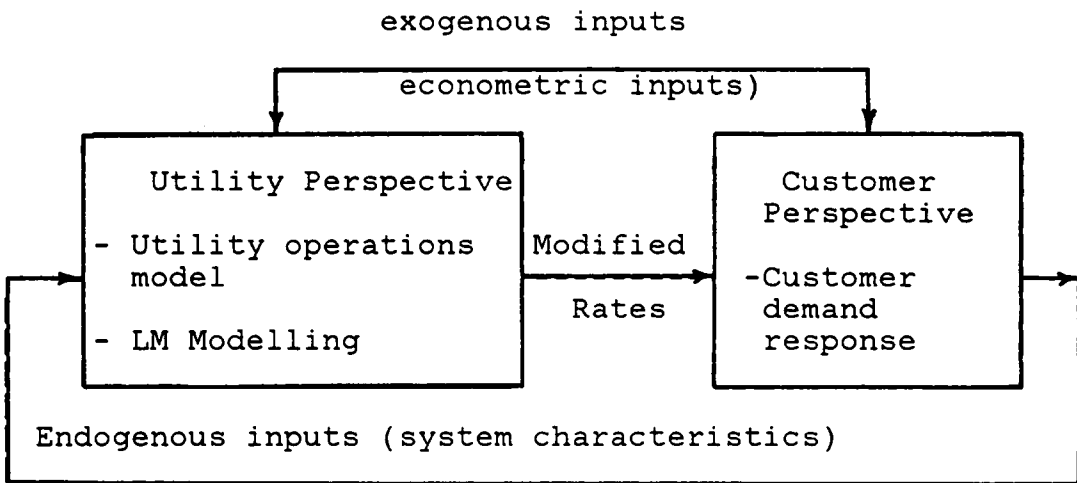 exogenous inputs
econometric inputs)
Utility Perspective
- Utility operations
model
- LM Modelling
Modified
Rates
Customer
Perspective
-Customer
demand
response
Endogenous inputs (system characteristics)